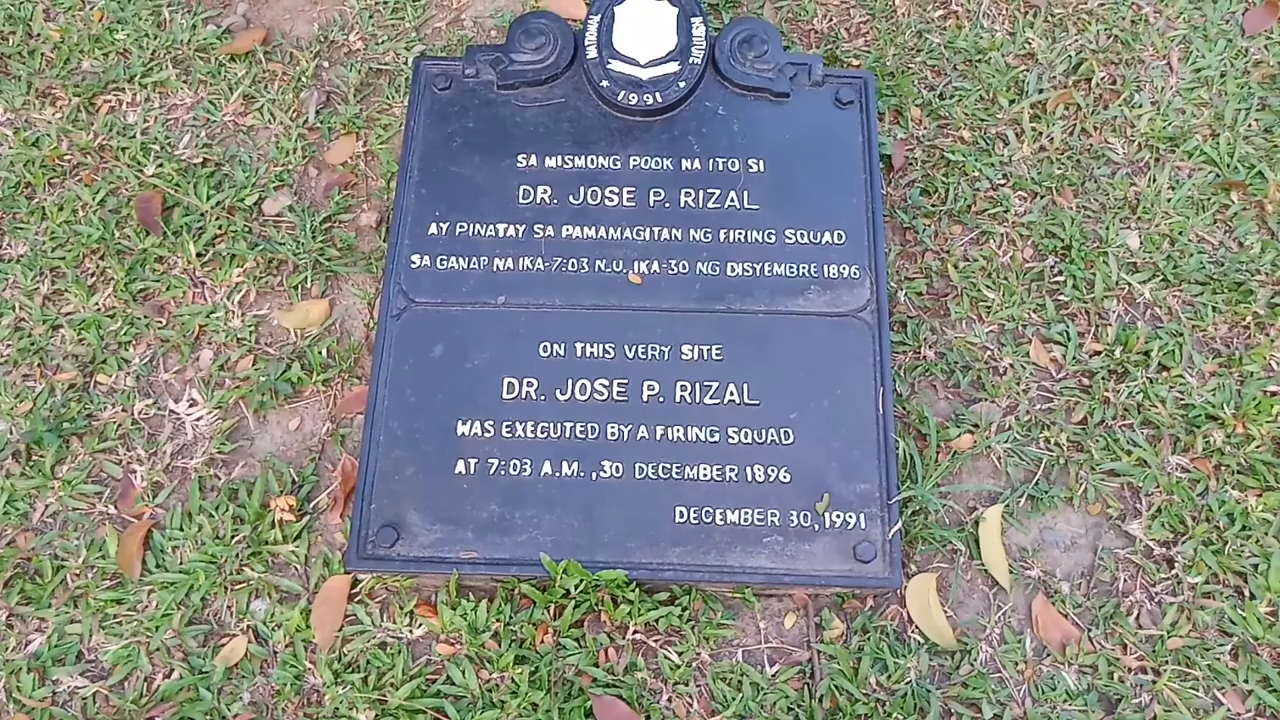 NATIONAL INSTITUTE
* 1991 *
SA MISMONG POOK NA ITO SI
DR. JOSE P. RIZAL
AY PINATAY SA PAMAMAGITAN NG FIRING SQUAD
SA GANAP NA IKA-7:03 N.U. IKA-30 NG DISYEMBRE 1896
ON THIS VERY SITE
DR. JOSE P. RIZAL
WAS EXECUTED BY A FIRING SQUAD
AT 7:03 A.M. ,30 DECEMBER 1896
DECEMBER 30, 1991